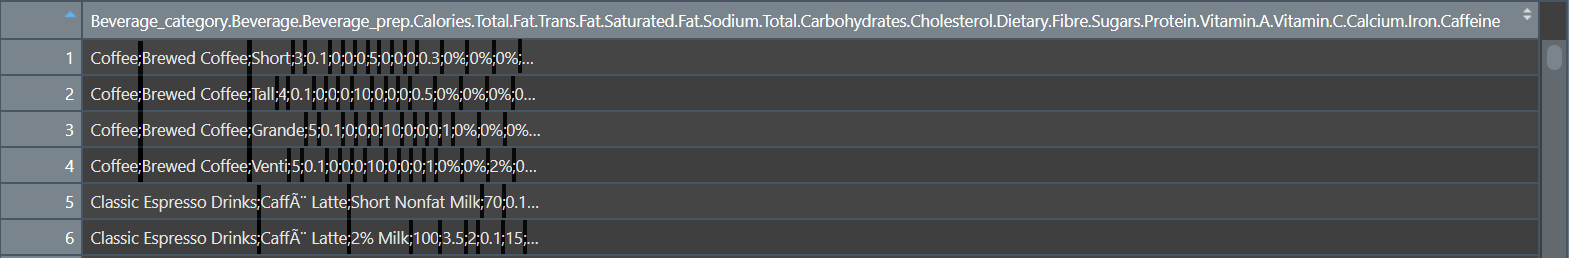 Beverage_category.Beverage.Beverage_prep.Calories.Total.Fat.Trans.Fat.Saturated.Fat.Sodium.Total.Carbohydrates.Cholesterol.Dietary.Fibre.Sugars.Protein.Vitamin.A.Vitamin.C.Calcium.Iron.Caffeine
1 Coffee;Brewed Coffee;Short;3;0.1;0;0;0;5;0;0;0;0.3;0%;0%;0%;...
2 Coffee;Brewed Coffee;Tall;4;0.1;0;0;0;10;0;0;0;0.5;0%;0%;0%;0...
3 Coffee;Brewed Coffee;Grande;5;0.1;0;0;0;10;0;0;0;1;0%;0%;0%...
4 Coffee;Brewed Coffee;Venti;5;0.1;0;0;0;10;0;0;0;1;0%;0%;2%;0...
5 Classic Espresso Drinks;CaffÃ¨ Latte;Short Nonfat Milk;70;0.1...
6 Classic Espresso Drinks;CaffÃ¨ Latte;2% Milk;100;3.5;2;0.1;15;...